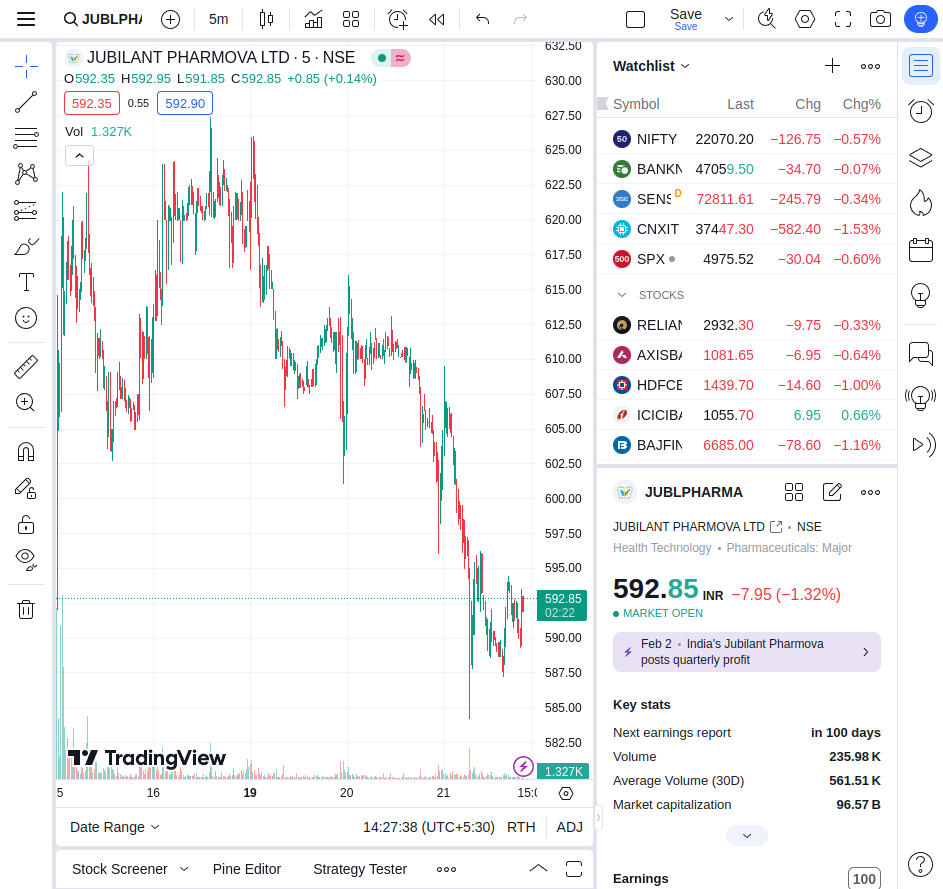 JUBLPHA
5m
Save
Save
JUBILANT PHARMOVA LTD · 5 · NSE
O592.35 H592.95 L591.85 C592.85 +0.85 (+0.14%)
592.35 0.55 592.90
Vol 1.327K
632.50
630.00
627.50
625.00
622.50
620.00
617.50
615.00
612.50
610.00
607.50
605.00
602.50
600.00
597.50
595.00
592.85
02:22
590.00
587.50
585.00
582.50
1.327K
TradingView
5 16 19 20 21 15:0
Date Range
14:27:38 (UTC+5:30) RTH ADJ
Stock Screener Pine Editor Strategy Tester
Watchlist
Symbol Last Chg Chg%
50 NIFTY 22070.20 −126.75 −0.57%
BANKN 47059.50 −34.70 −0.07%
SENS D 72811.61 −245.79 −0.34%
CNXIT 37447.30 −582.40 −1.53%
500 SPX 4975.52 −30.04 −0.60%
STOCKS
RELIAN 2932.30 −9.75 −0.33%
AXISBA 1081.65 −6.95 −0.64%
HDFCB 1439.70 −14.60 −1.00%
ICICIBA 1055.70 6.95 0.66%
BAJFIN 6685.00 −78.60 −1.16%
JUBLPHARMA
JUBILANT PHARMOVA LTD • NSE
Health Technology • Pharmaceuticals: Major
592.85 INR −7.95 (−1.32%)
MARKET OPEN
Feb 2 • India's Jubilant Pharmova
posts quarterly profit
Key stats
Next earnings report in 100 days
Volume 235.98 K
Average Volume (30D) 561.51 K
Market capitalization 96.57 B
Earnings 100